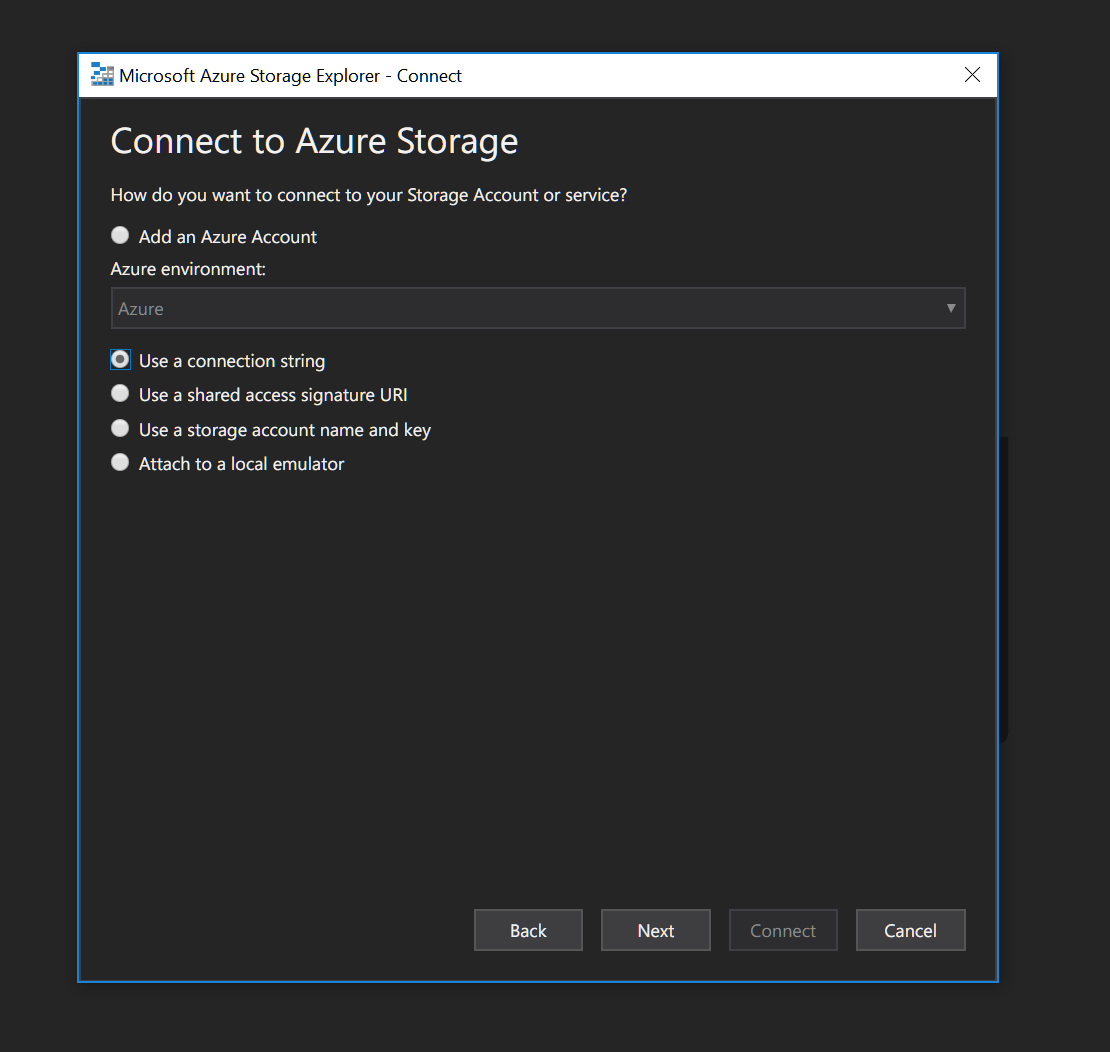 Microsoft Azure Storage Explorer - Connect
Connect to Azure Storage
How do you want to connect to your Storage Account or service?
Add an Azure Account
Azure environment:
Azure
Use a connection string
Use a shared access signature URI
Use a storage account name and key
Attach to a local emulator
Back Next Connect Cancel